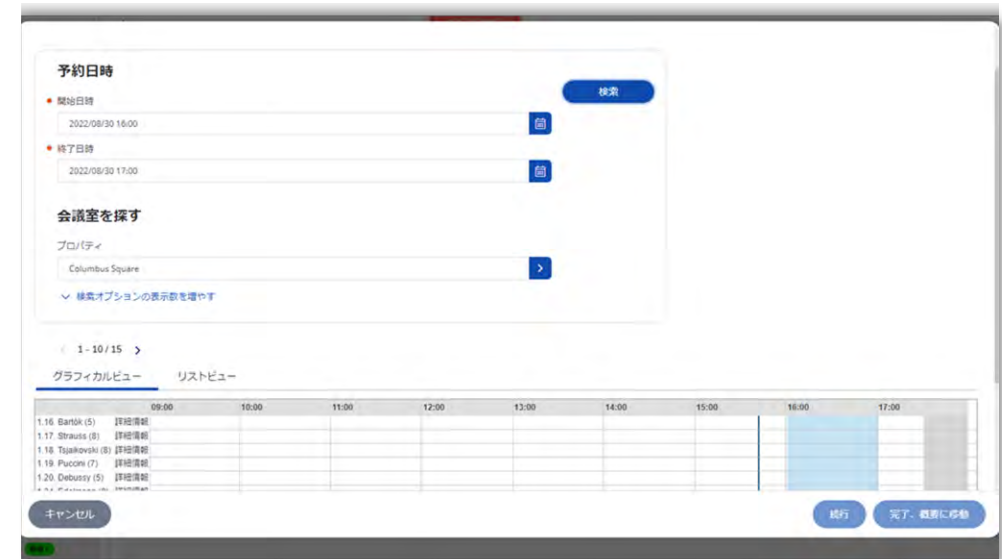 予約日時
検索
開始日時
2022/08/30 16:00
終了日時
2022/08/30 17:00
会議室を探す
プロパティ
Columbus Square
検索オプションの表示数を増やす
1 - 10 / 15
グラフィカルビュー リストビュー
09:00 10:00 11:00 12:00 13:00 14:00 15:00 16:00 17:00
1.16. Bartók (5) 詳細情報
1.17. Strauss (8) 詳細情報
1.18. Tsjaikovski (8) 詳細情報
1.19. Puccini (7) 詳細情報
1.20. Debussy (5) 詳細情報
キャンセル 続行 完了、概要に移動